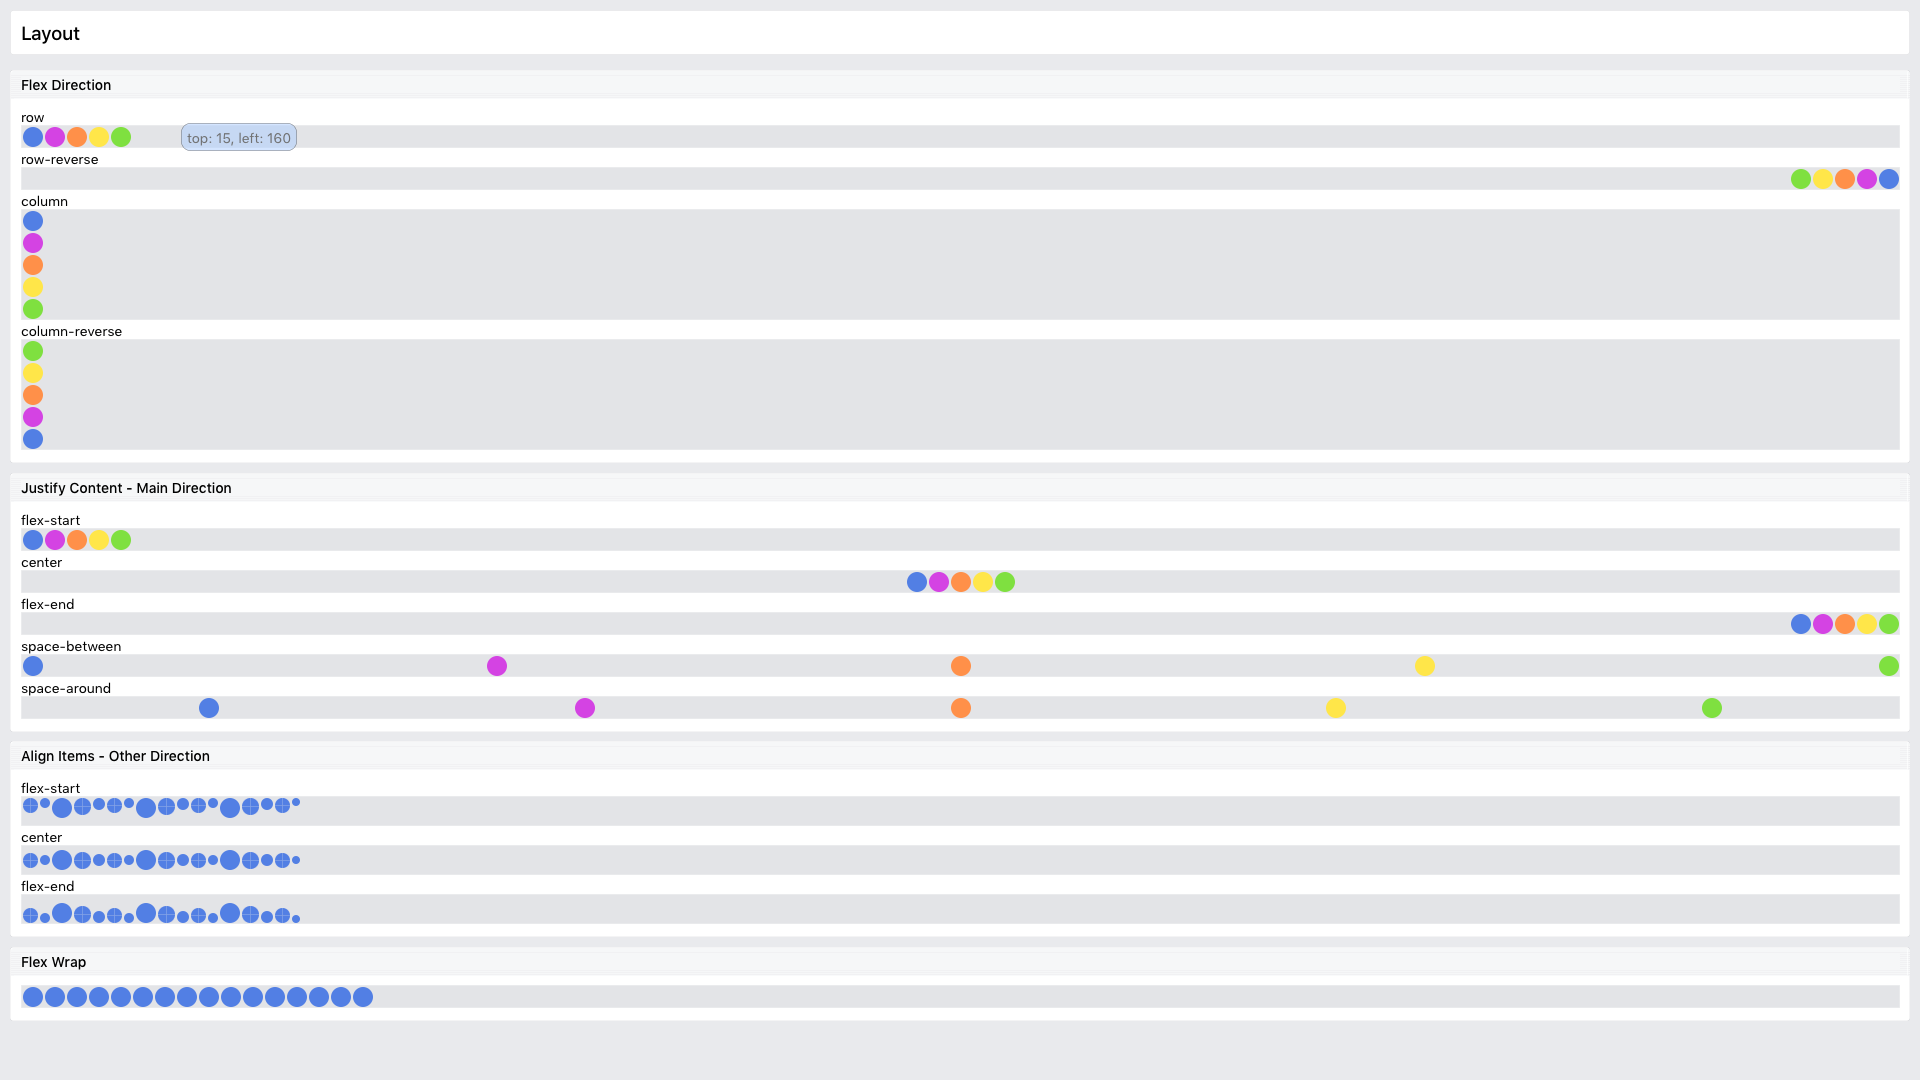 Layout
Flex Direction
row
top: 15, left: 160
row-reverse
column
column-reverse
Justify Content - Main Direction
flex-start
center
flex-end
space-between
space-around
Align Items - Other Direction
flex-start
center
flex-end
Flex Wrap